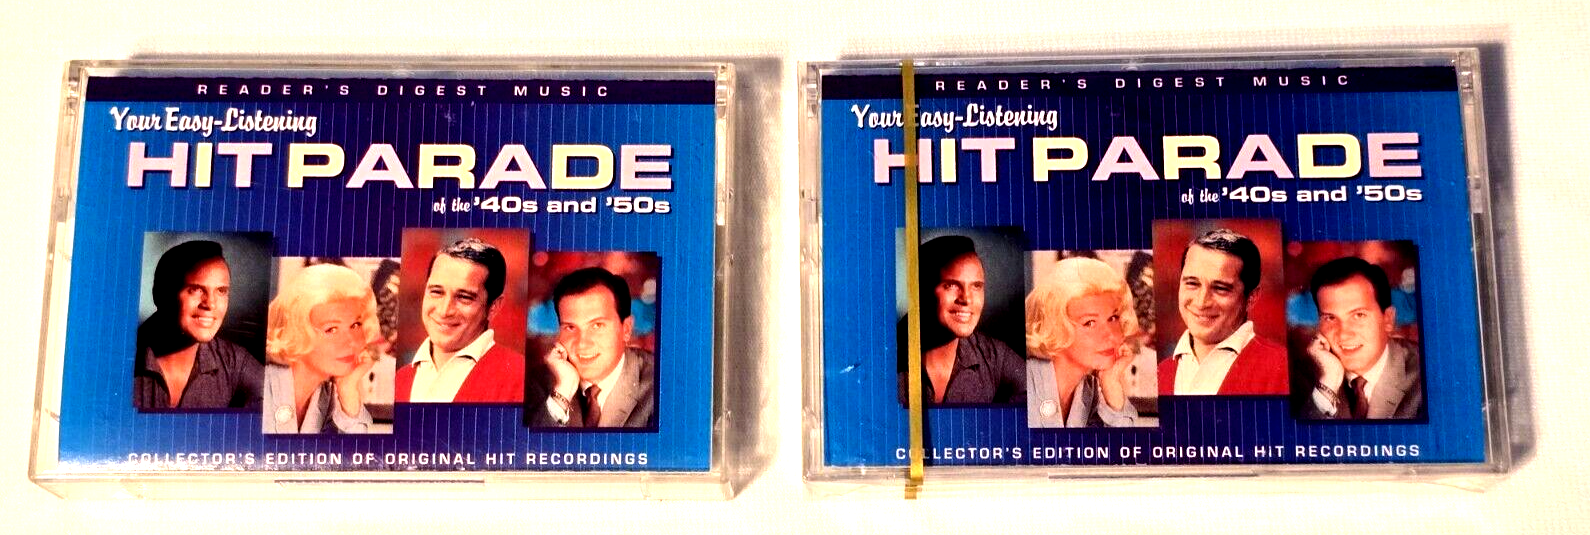 READER'S DIGEST MUSIC
Your Easy-Listening
HIT PARADE
of the '40s and '50s
COLLECTOR'S EDITION OF ORIGINAL HIT RECORDINGS
READER'S DIGEST MUSIC
Your Easy-Listening
HIT PARADE
of the '40s and '50s
COLLECTOR'S EDITION OF ORIGINAL HIT RECORDINGS